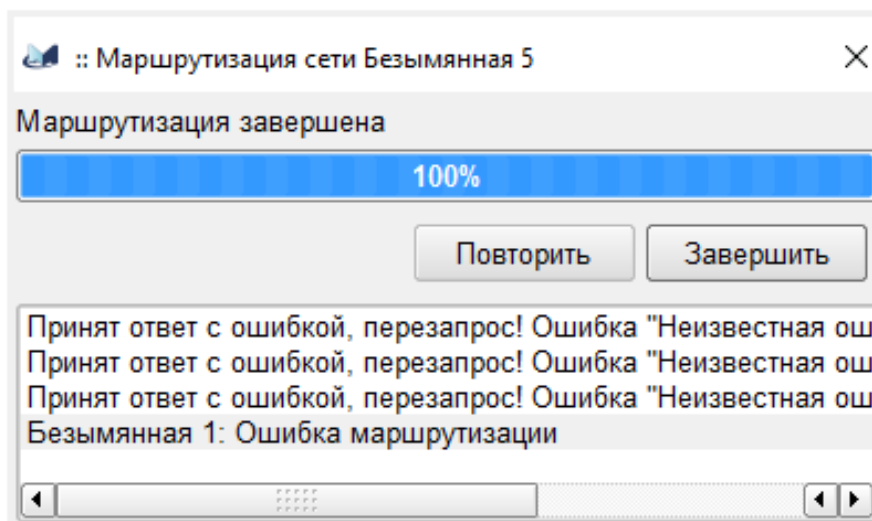 :: Маршрутизация сети Безымянная 5
Маршрутизация завершена
100%
Повторить
Завершить
Принят ответ с ошибкой, перезапрос! Ошибка "Неизвестная ош
Принят ответ с ошибкой, перезапрос! Ошибка "Неизвестная ош
Принят ответ с ошибкой, перезапрос! Ошибка "Неизвестная ош
Безымянная 1: Ошибка маршрутизации